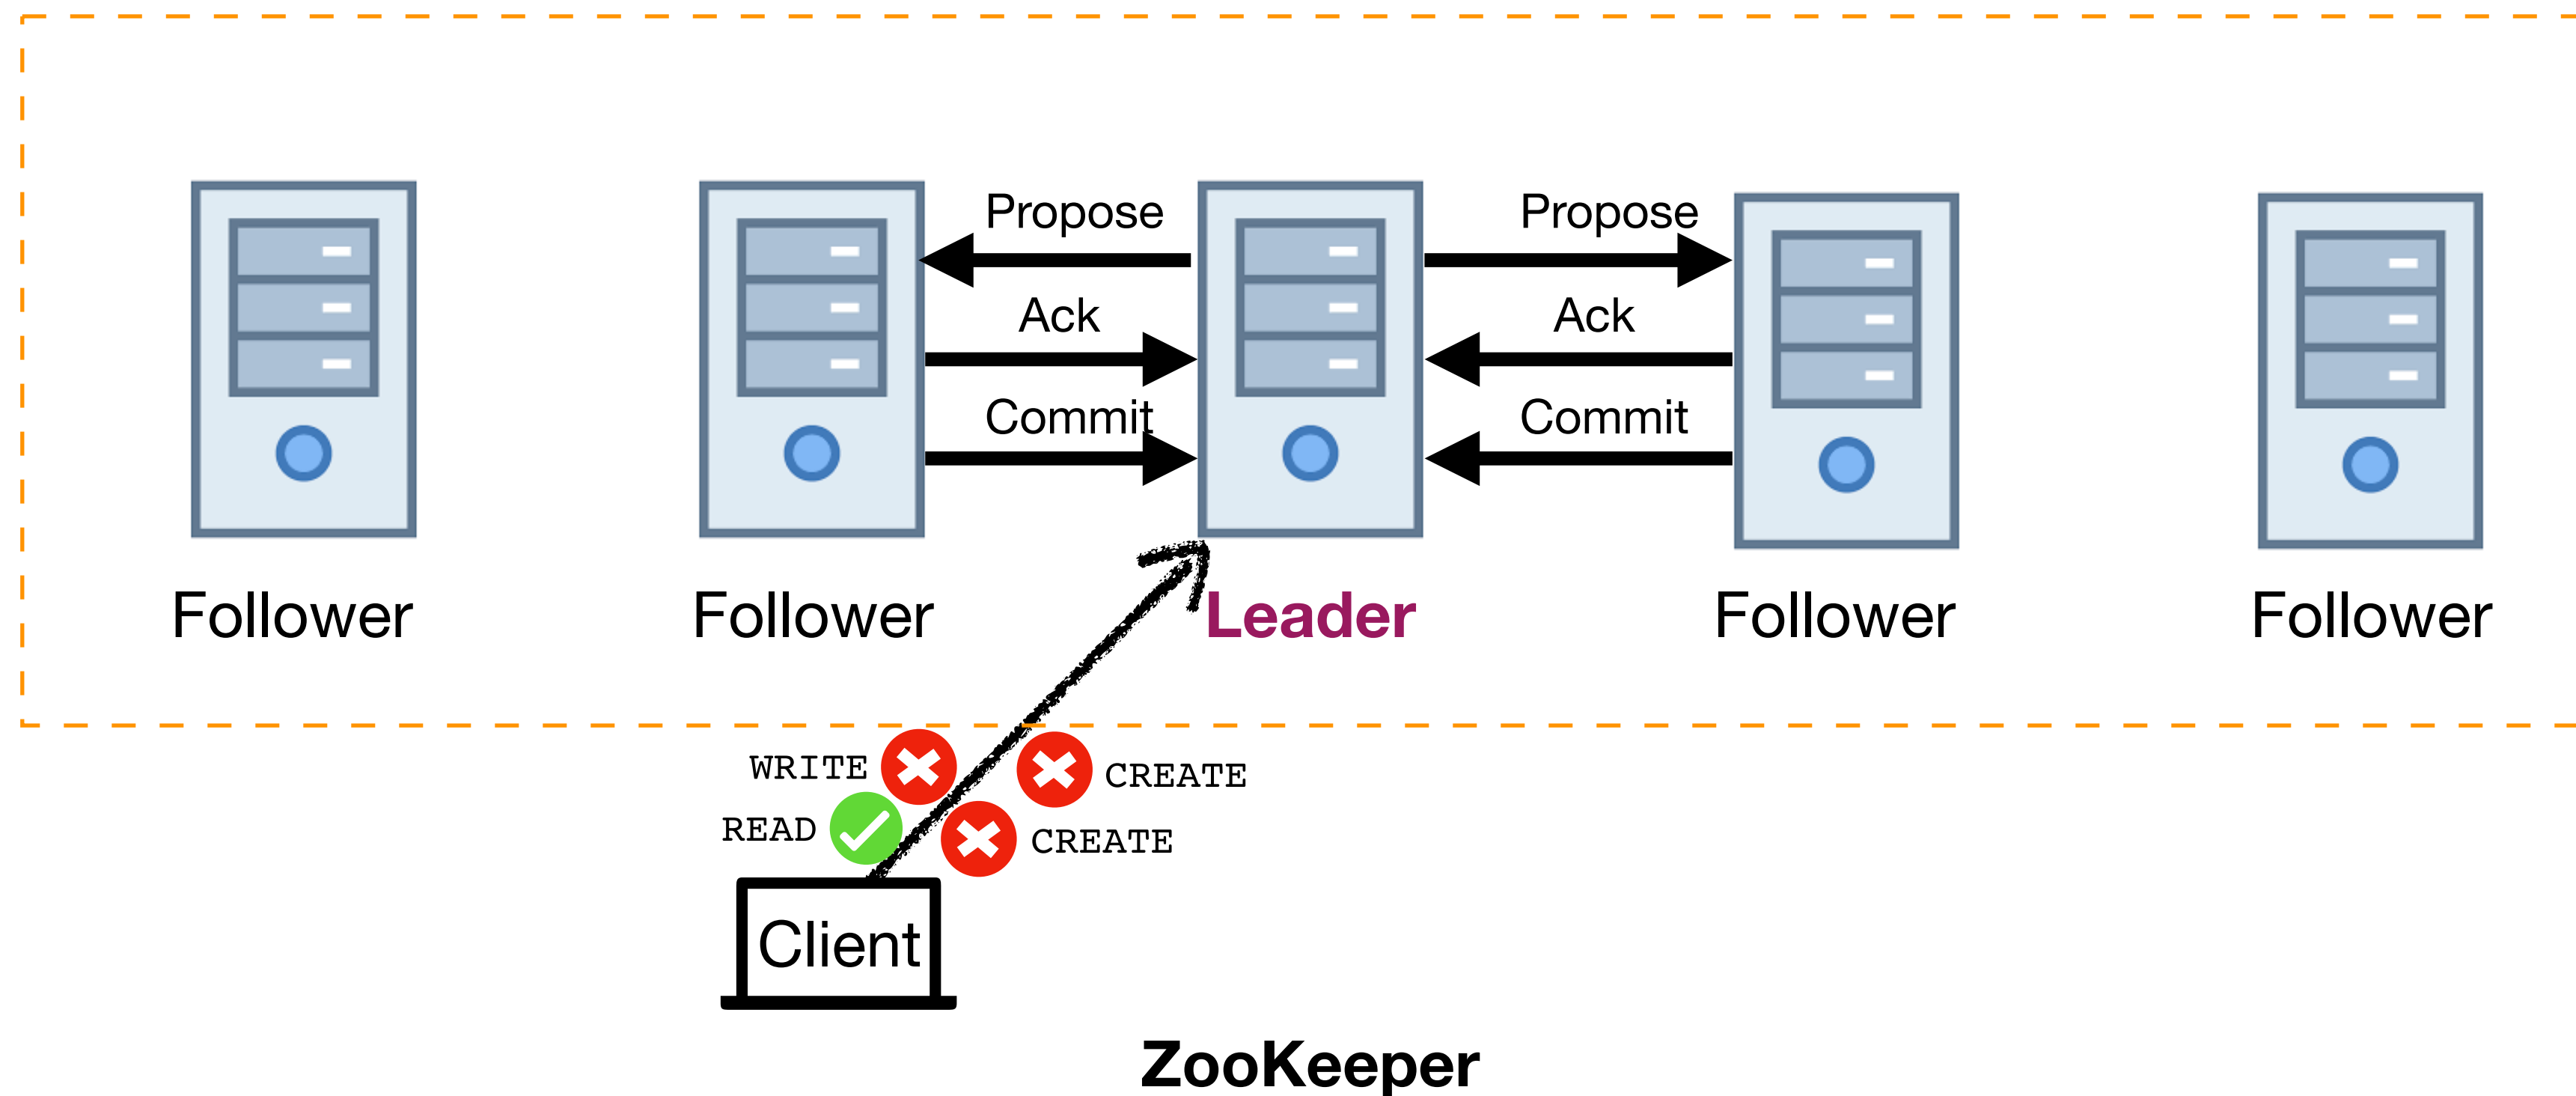 Propose
Propose
Ack
Ack
Commit
Commit
Follower
Follower
Leader
Follower
Follower
WRITE
CREATE
READ
CREATE
Client
ZooKeeper